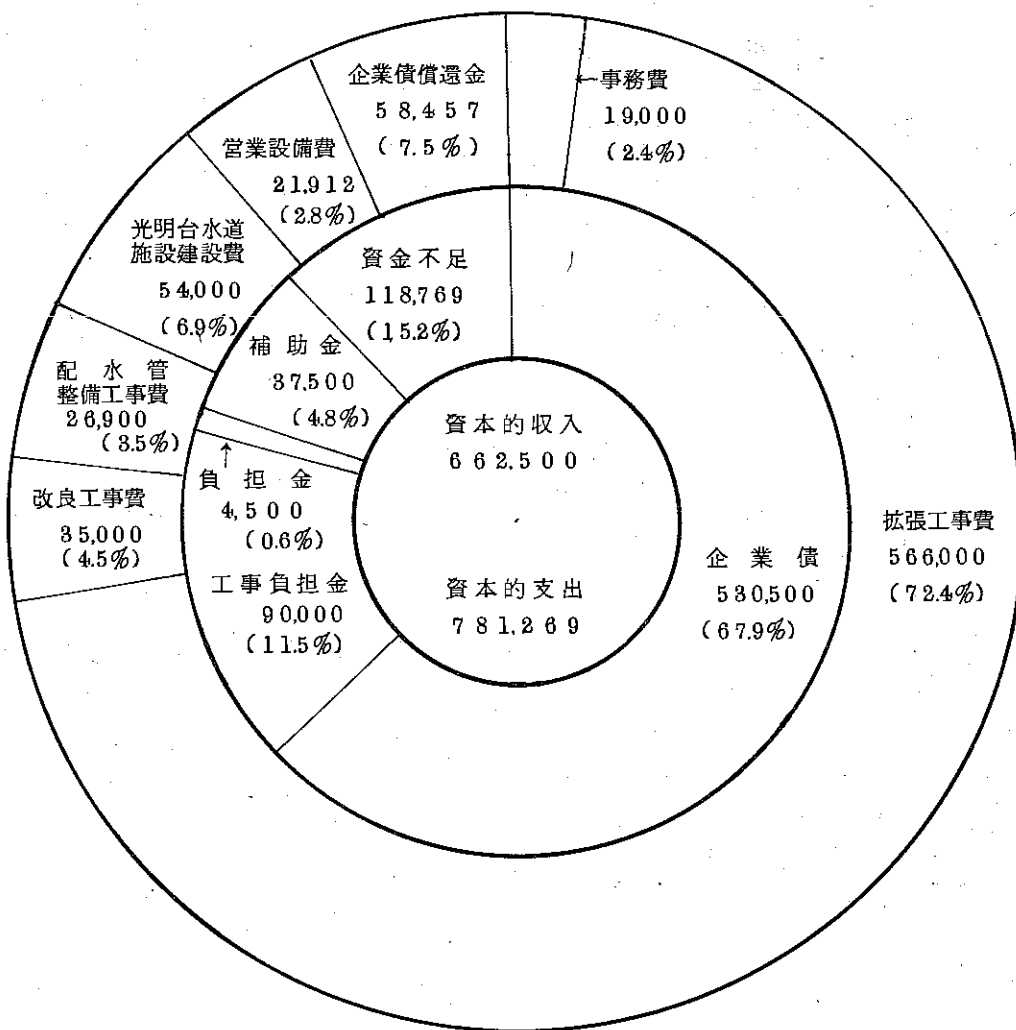 企業債償還金
58,457
(7.5%)
←事務費
19,000
(2.4%)
営業設備費
21,912
(2.8%)
光明台水道
施設建設費
54,000
(6.9%)
配水管
整備工事費
26,900
(3.5%)
改良工事費
35,000
(4.5%)
拡張工事費
566,000
(72.4%)
資金不足
118,769
(15.2%)
補助金
37,500
(4.8%)
↑
負担金
4,500
(0.6%)
工事負担金
90,000
(11.5%)
企業債
530,500
(67.9%)
資本的収入
662,500
資本的支出
781,269